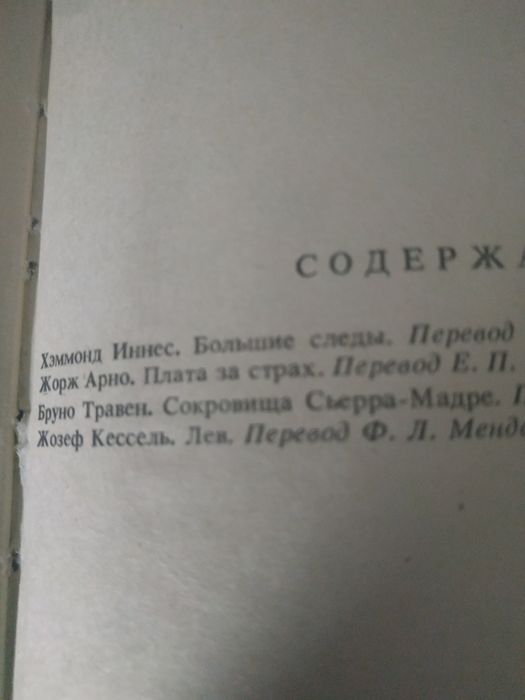 СОДЕРЖА
Хэммонд Иннес. Большие следы. Перевод
Жорж Арно. Плата за страх. Перевод Е. П.
Бруно Травен. Сокровища Сьерра-Мадре. П
Жозеф Кессель. Лев. Перевод Ф. Л. Менде